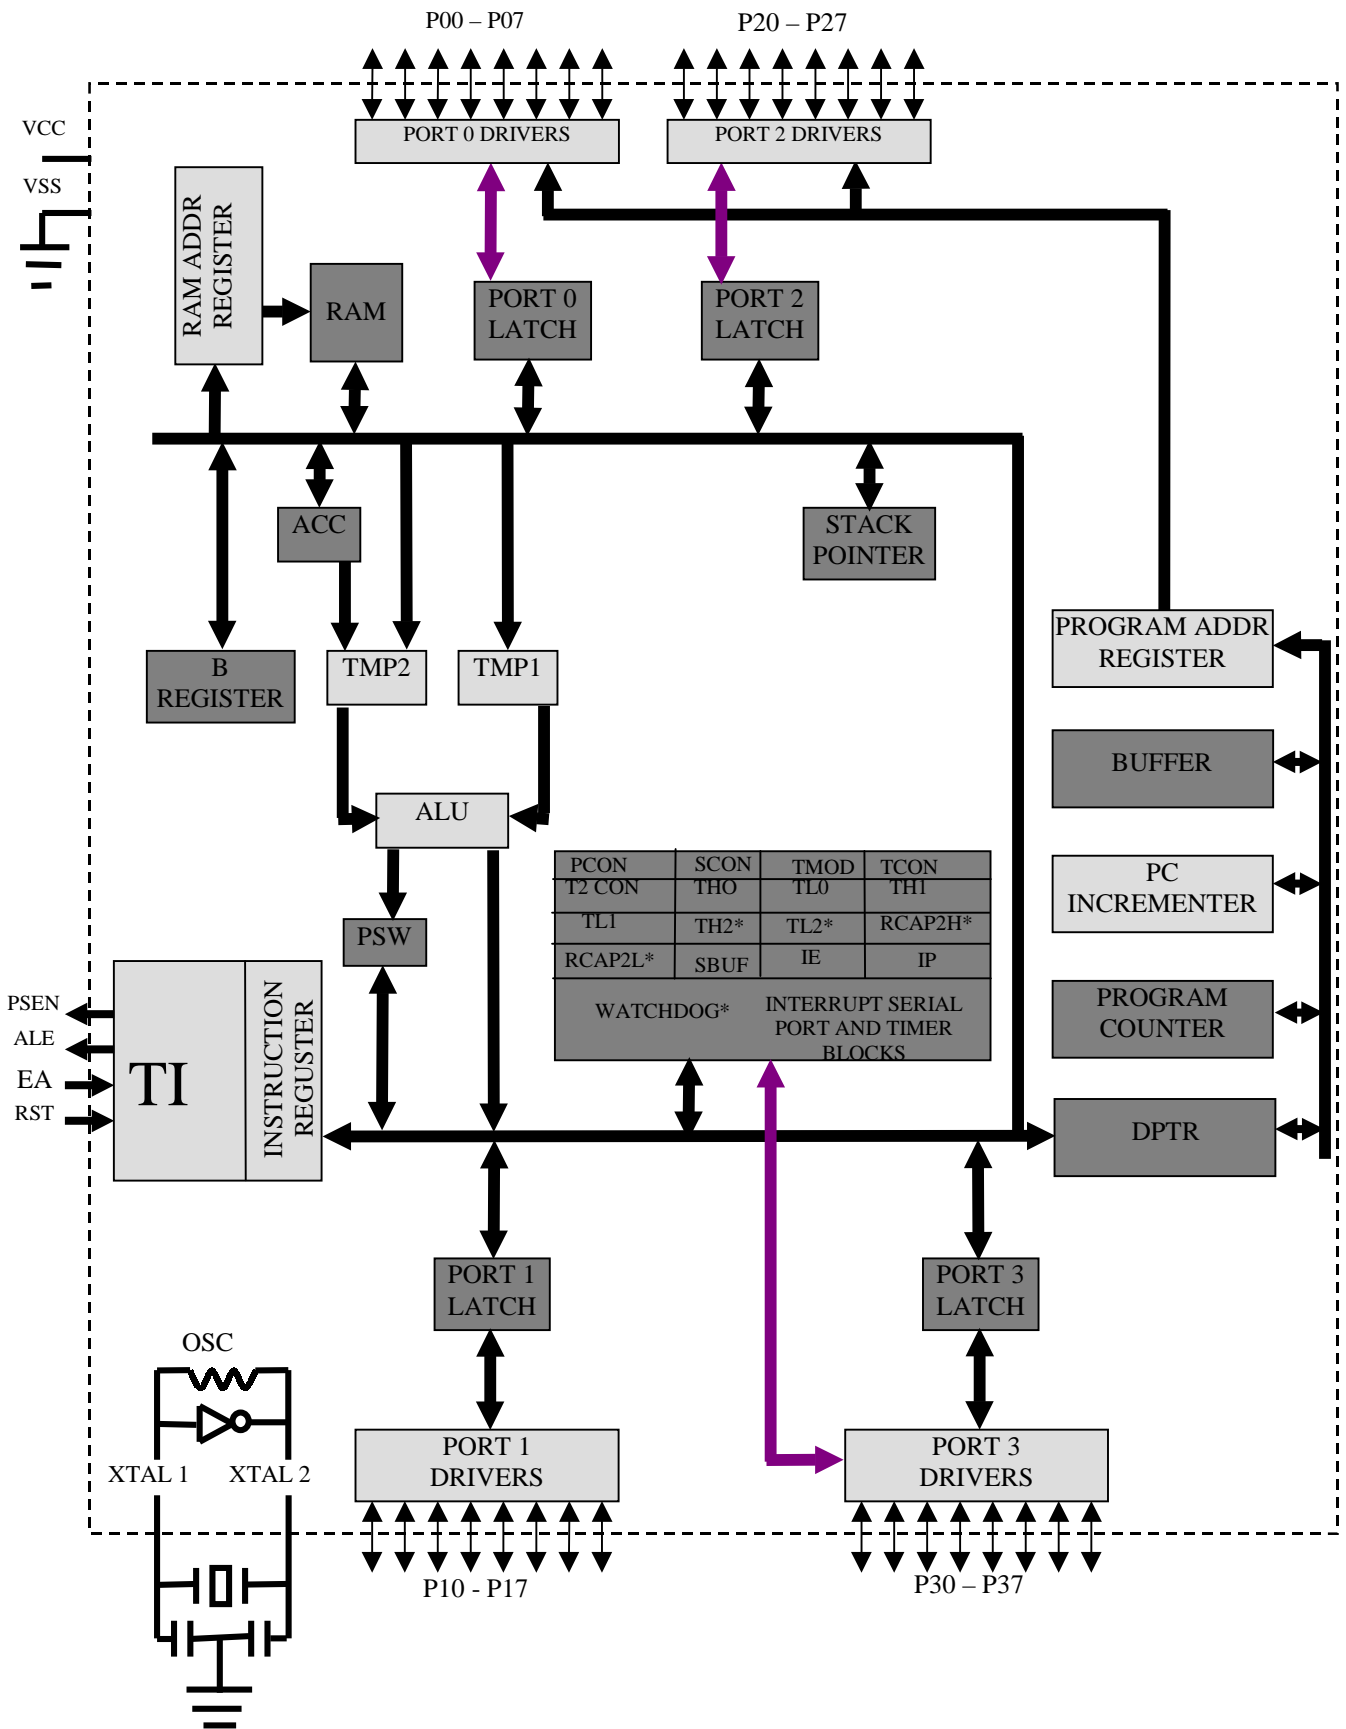 P00 – P07
P20 – P27
VCC
VSS
PORT 0 DRIVERS
PORT 2 DRIVERS
RAM ADDR
REGISTER
RAM
PORT 0
LATCH
PORT 2
LATCH
ACC
STACK
POINTER
B
REGISTER
TMP2
TMP1
PROGRAM ADDR
REGISTER
BUFFER
ALU
PCON SCON TMOD TCON
T2 CON THO TL0 TH1
TL1 TH2* TL2* RCAP2H*
RCAP2L* SBUF IE IP
WATCHDOG* INTERRUPT SERIAL
PORT AND TIMER
BLOCKS
PC
INCREMENTER
PSW
PROGRAM
COUNTER
PSEN
ALE
EA
RST
TI
INSTRUCTION
REGUSTER
DPTR
PORT 1
LATCH
PORT 3
LATCH
OSC
XTAL 1
XTAL 2
PORT 1
DRIVERS
PORT 3
DRIVERS
P10 - P17
P30 – P37